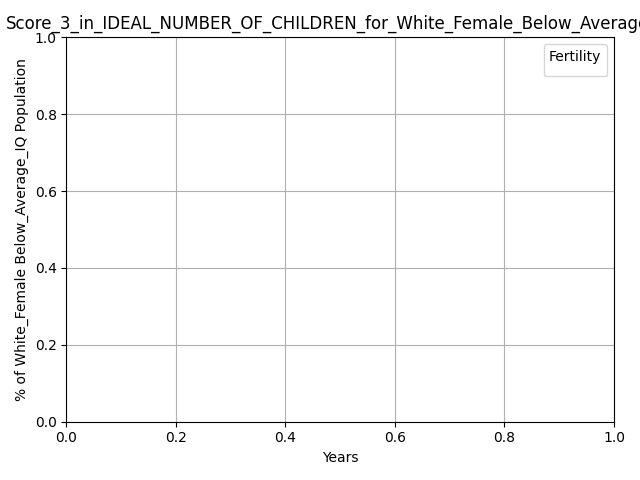 Score_3_in_IDEAL_NUMBER_OF_CHILDREN_for_White_Female_Below_Average
Fertility
% of White_Female Below_Average_IQ Population
1.0
0.8
0.6
0.4
0.2
0.0
0.0 0.2 0.4 0.6 0.8 1.0
Years